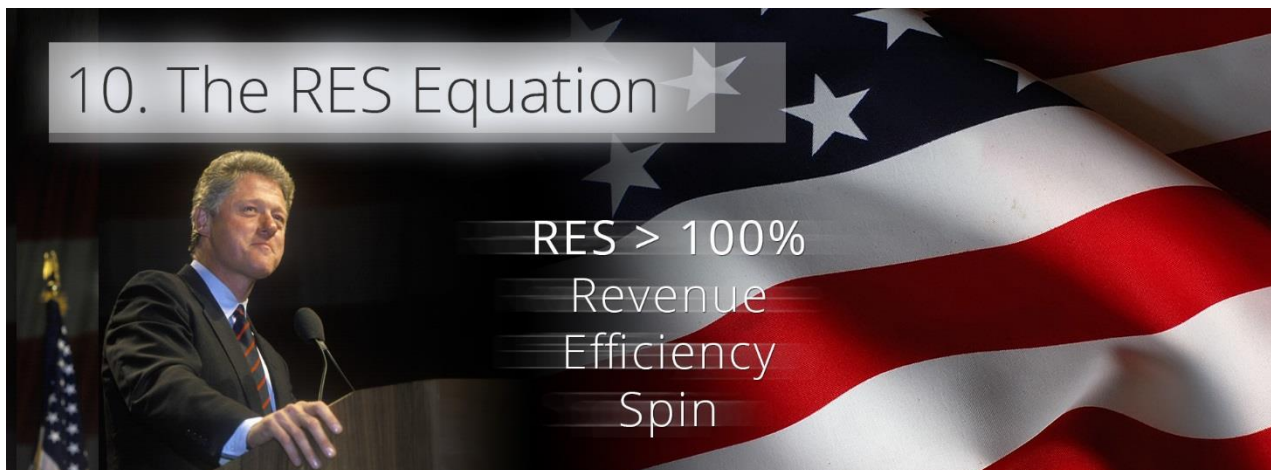 10. The RES Equation
RES > 100%
Revenue
Efficiency
Spin